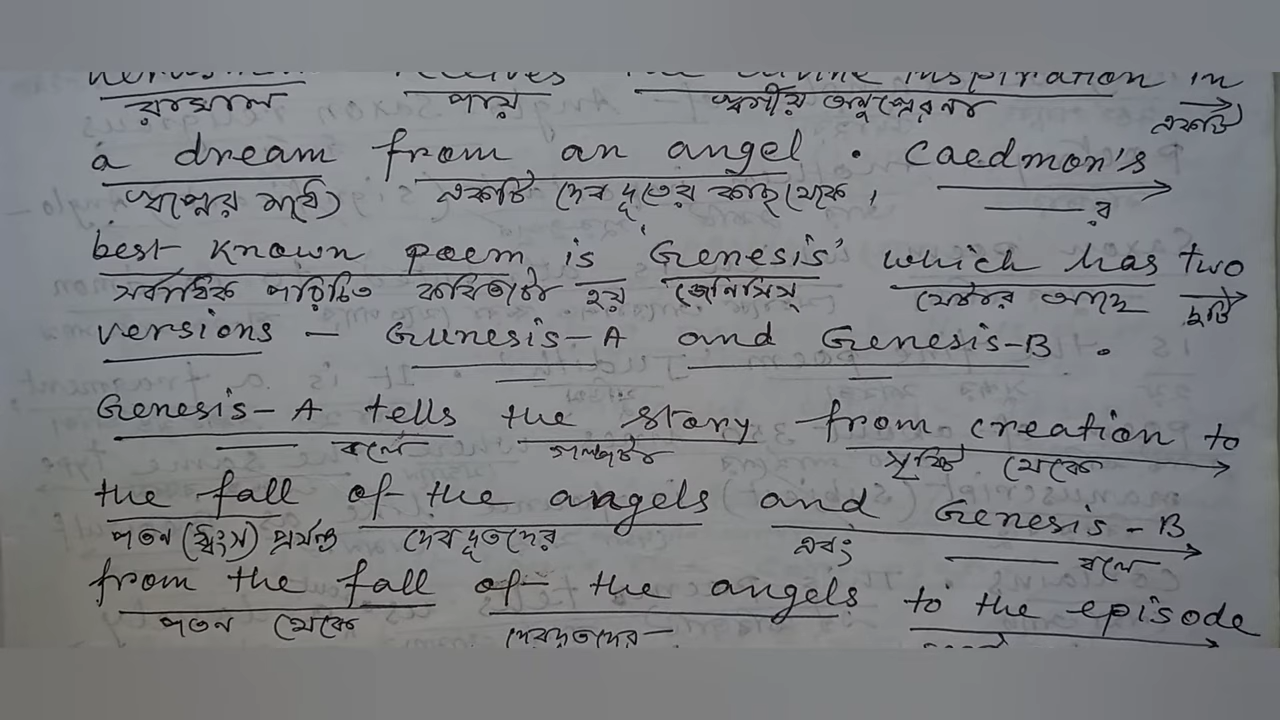 receives divine inspiration in
রাখাল পায় স্বর্গীয় অনুপ্রেরণা একটি
a dream from an angel . Caedmon's
স্বপ্নের মধ্যে একটি দেবদূতের কাছ থেকে, র
best known poem is 'Genesis' which has two
সর্বাধিক পরিচিত কবিতাটি হয় জেনিসিস্ যেটার আছে দুটি
versions – Gunesis-A and Genesis-B .
Genesis-A tells the story from creation to
বলে গল্পটি সৃষ্টি থেকে
the fall of the angels and Genesis-B
পতন (ধ্বংস) পর্যন্ত দেবদূতদের এবং বলে
from the fall of the angels to the episode
পতন থেকে দেবদূতদের